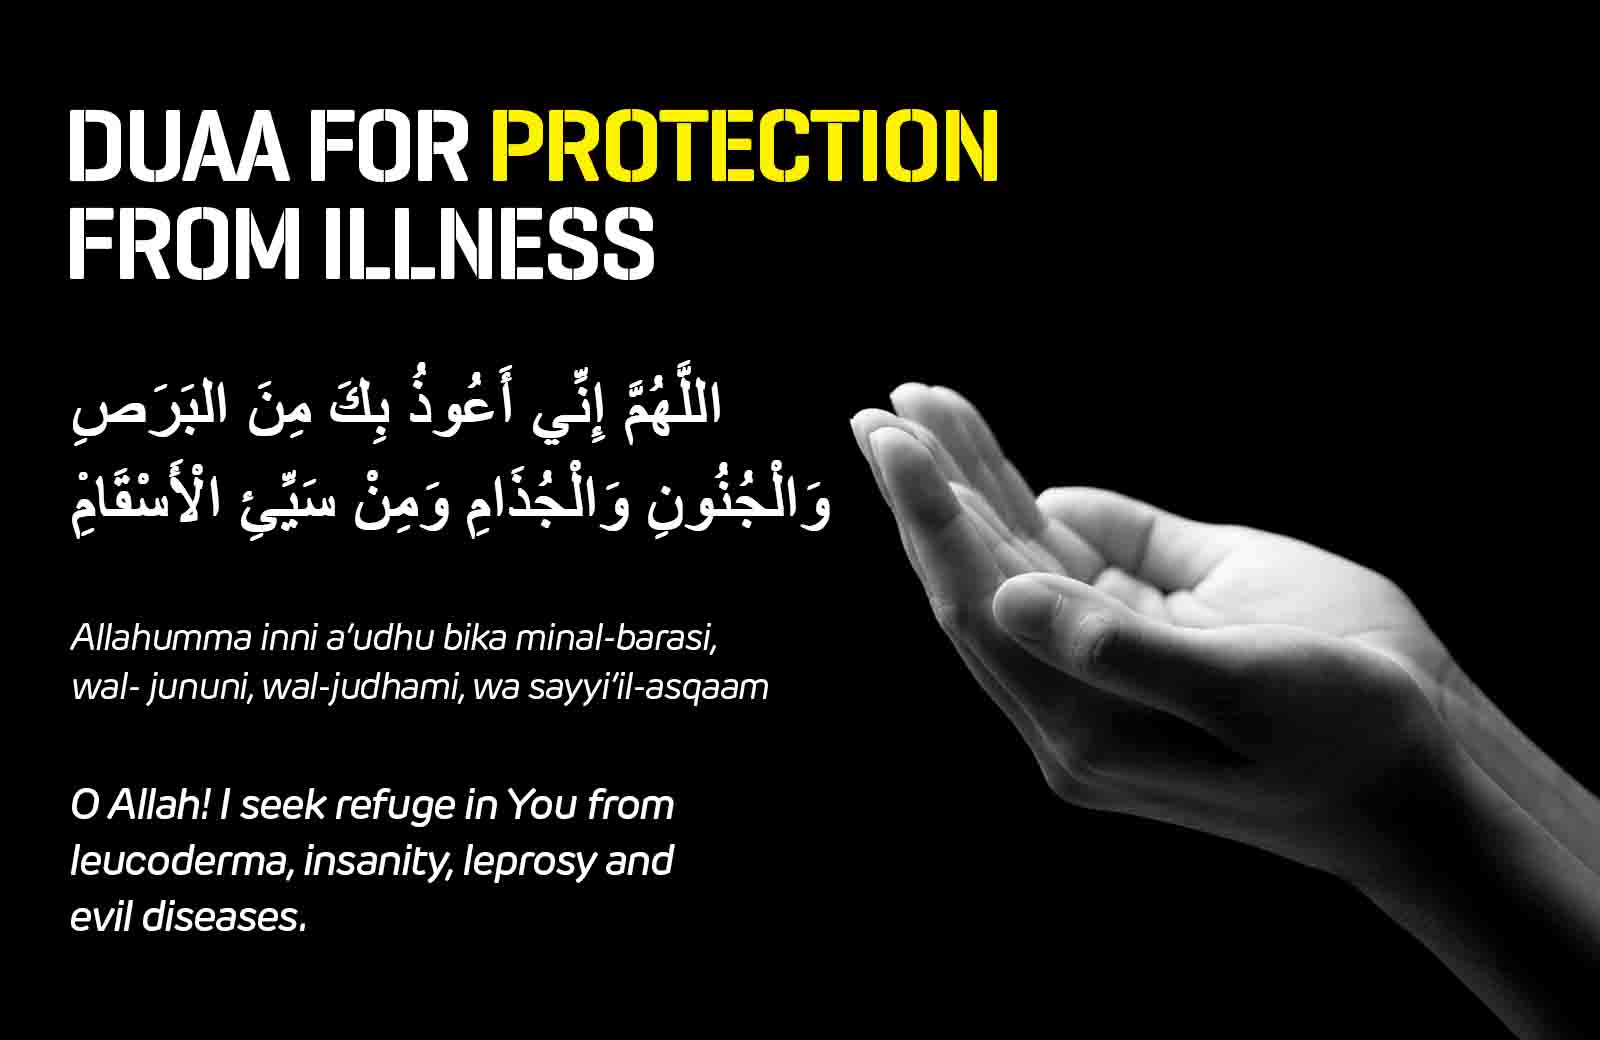 DUAA FOR PROTECTION
FROM ILLNESS
اللَّهُمَّ إِنِّي أَعُوذُ بِكَ مِنَ البَرَصِ
وَالْجُنُونِ وَالْجُذَامِ وَمِنْ سَيِّئِ الْأَسْقَامِْ
Allahumma inni a’udhu bika minal-barasi,
wal- jununi, wal-judhami, wa sayyi’il-asqaam
O Allah! I seek refuge in You from
leucoderma, insanity, leprosy and
evil diseases.